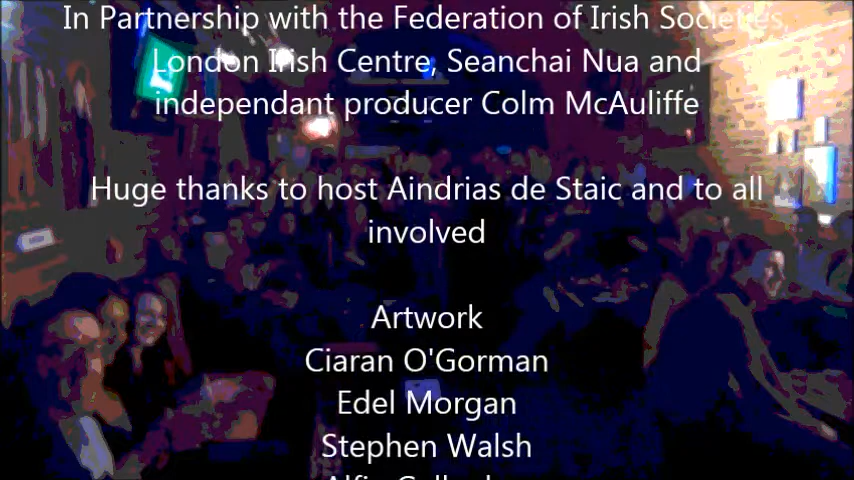 In Partnership with the Federation of Irish Societies,
London Irish Centre, Seanchai Nua and
independant producer Colm McAuliffe
Huge thanks to host Aindrias de Staic and to all
involved
Artwork
Ciaran O'Gorman
Edel Morgan
Stephen Walsh